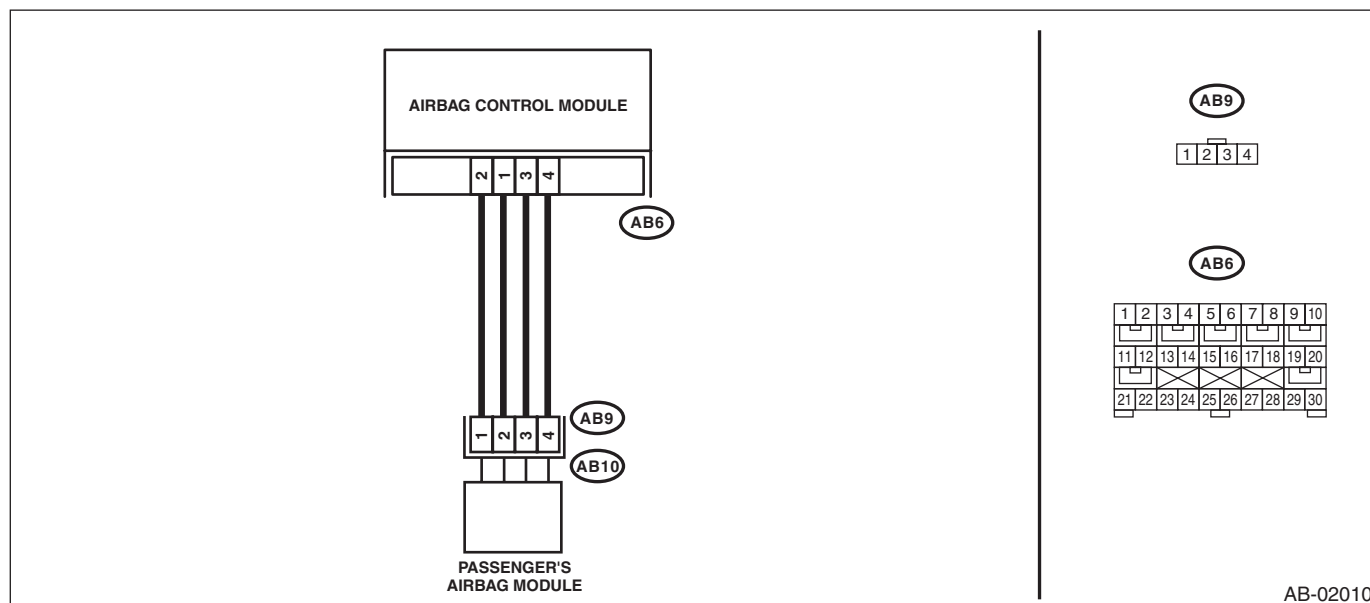 AIRBAG CONTROL MODULE
2 1 3 4
AB6
1 2 3 4
AB9
AB10
PASSENGER'S
AIRBAG MODULE
AB9
1 2 3 4
AB6
1 2 3 4 5 6 7 8 9 10
11 12 13 14 15 16 17 18 19 20
21 22 23 24 25 26 27 28 29 30
AB-02010